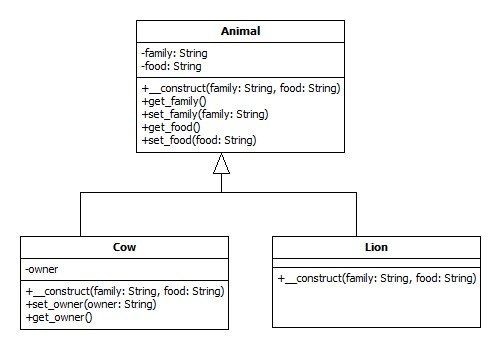 Animal
-family: String
-food: String
+__construct(family: String, food: String)
+get_family()
+set_family(family: String)
+get_food()
+set_food(food: String)
Cow
-owner
+__construct(family: String, food: String)
+set_owner(owner: String)
+get_owner()
Lion
+__construct(family: String, food: String)